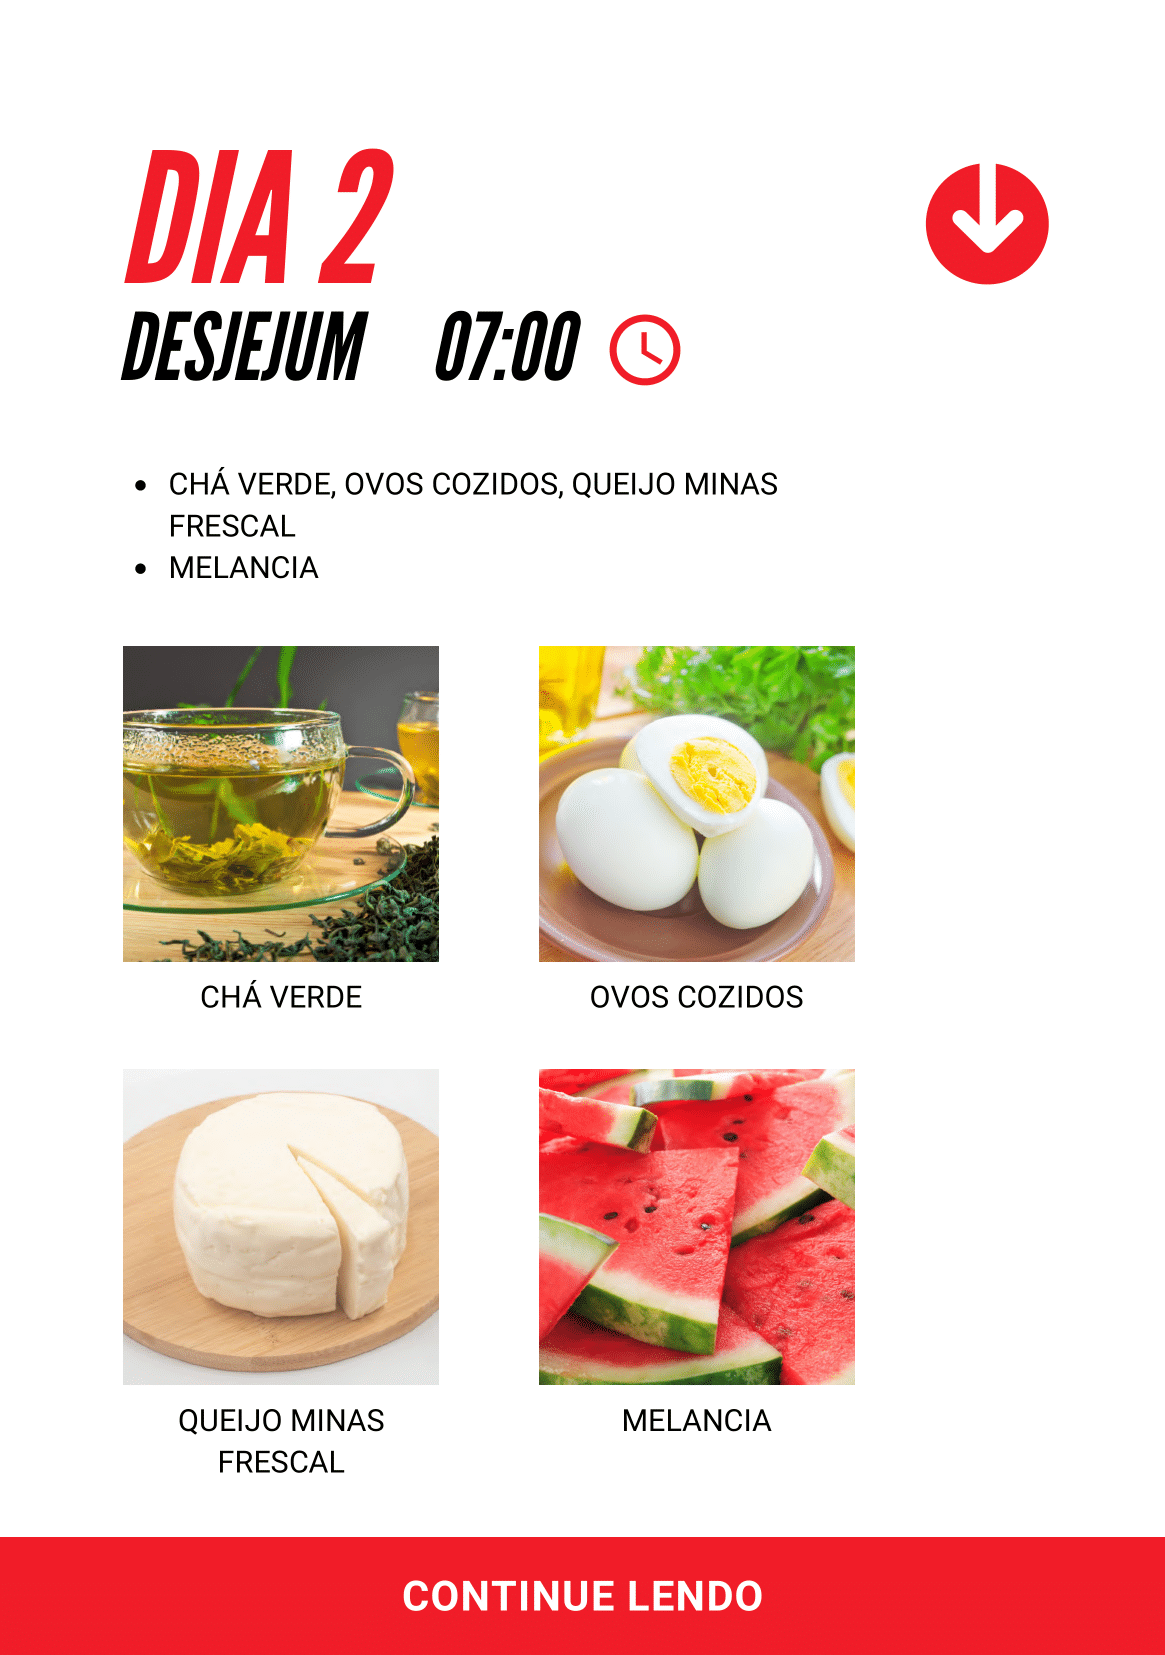 DIA 2
DESJEJUM 07:00
• CHÁ VERDE, OVOS COZIDOS, QUEIJO MINAS
FRESCAL
• MELANCIA
CHÁ VERDE
OVOS COZIDOS
QUEIJO MINAS
FRESCAL
MELANCIA
CONTINUE LENDO